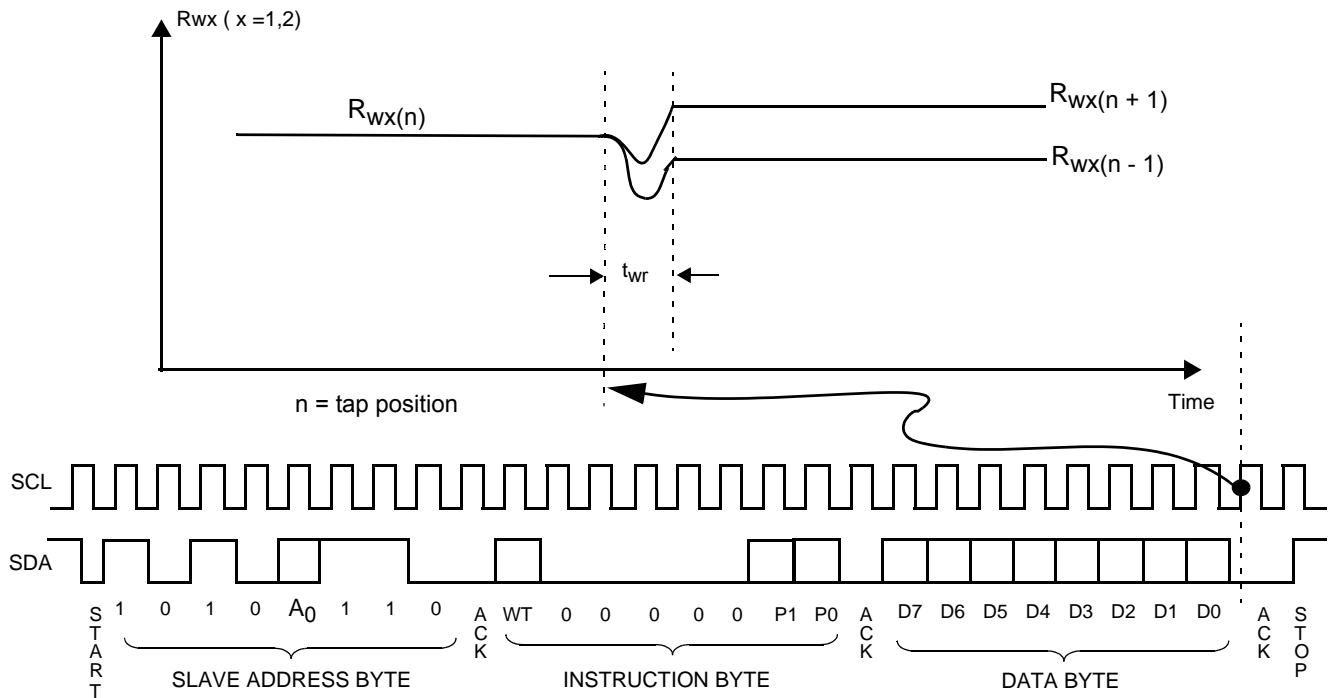 Rwx ( x =1,2)
Rwx(n)
Rwx(n + 1)
Rwx(n - 1)
twr
n = tap position
Time
SCL
SDA
START 1 0 1 0 A0 1 1 0 ACK WT 0 0 0 0 0 P1 P0 ACK D7 D6 D5 D4 D3 D2 D1 D0 ACK STOP
SLAVE ADDRESS BYTE INSTRUCTION BYTE DATA BYTE